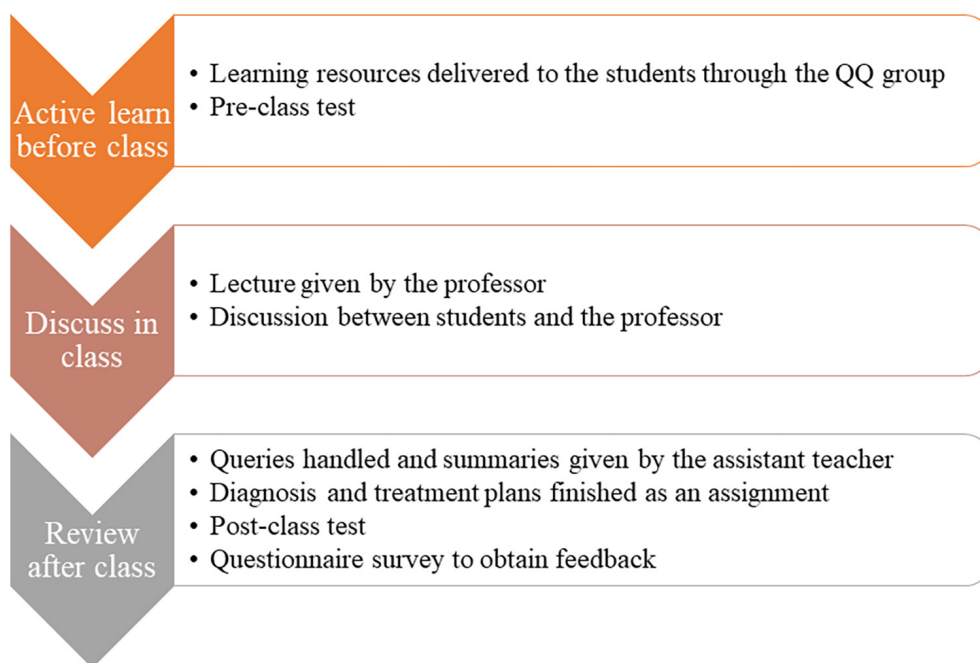 Active learn
before class
• Learning resources delivered to the students through the QQ group
• Pre-class test
Discuss in
class
• Lecture given by the professor
• Discussion between students and the professor
Review
after class
• Queries handled and summaries given by the assistant teacher
• Diagnosis and treatment plans finished as an assignment
• Post-class test
• Questionnaire survey to obtain feedback